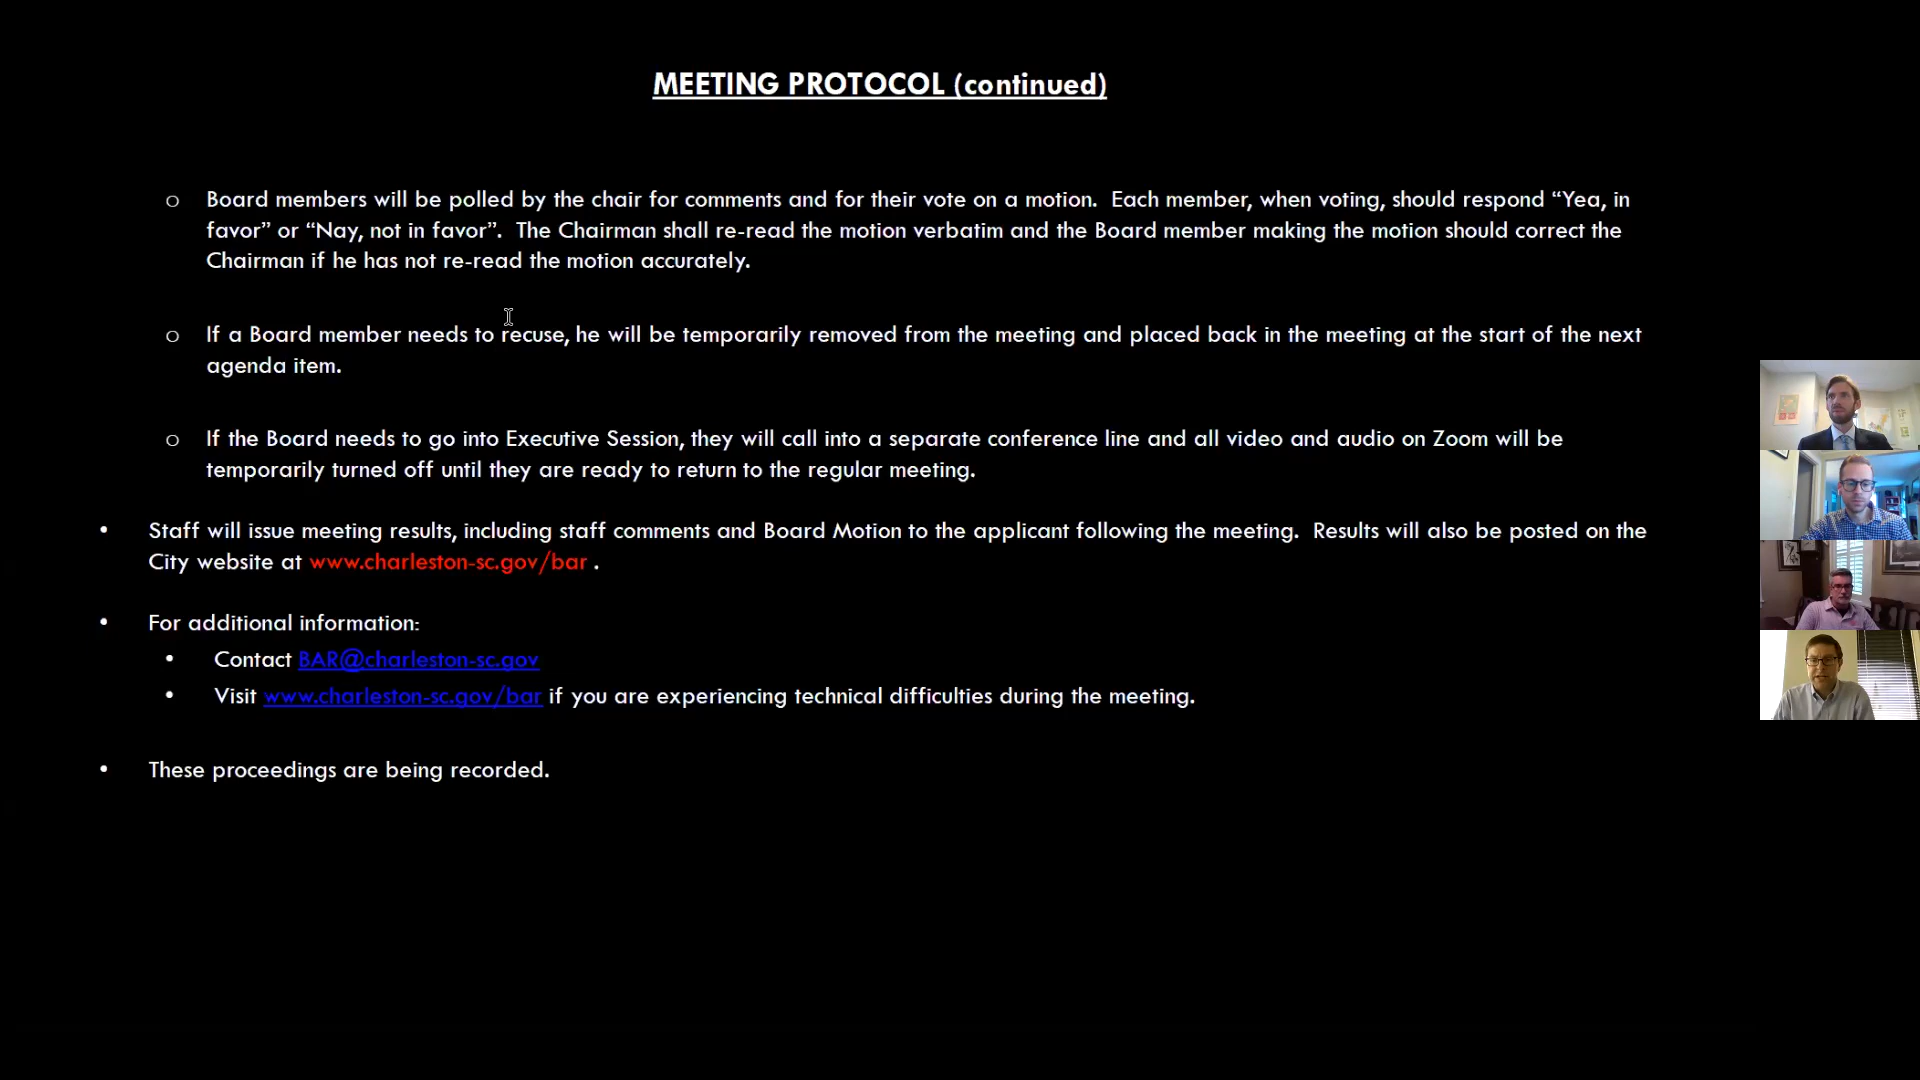 MEETING PROTOCOL (continued)
o Board members will be polled by the chair for comments and for their vote on a motion.  Each member, when voting, should respond “Yea, in
favor” or “Nay, not in favor”.  The Chairman shall re-read the motion verbatim and the Board member making the motion should correct the
Chairman if he has not re-read the motion accurately.
o If a Board member needs to recuse, he will be temporarily removed from the meeting and placed back in the meeting at the start of the next
agenda item.
o If the Board needs to go into Executive Session, they will call into a separate conference line and all video and audio on Zoom will be
temporarily turned off until they are ready to return to the regular meeting.
• Staff will issue meeting results, including staff comments and Board Motion to the applicant following the meeting.  Results will also be posted on the
City website at www.charleston-sc.gov/bar .
• For additional information:
• Contact BAR@charleston-sc.gov
• Visit www.charleston-sc.gov/bar if you are experiencing technical difficulties during the meeting.
• These proceedings are being recorded.